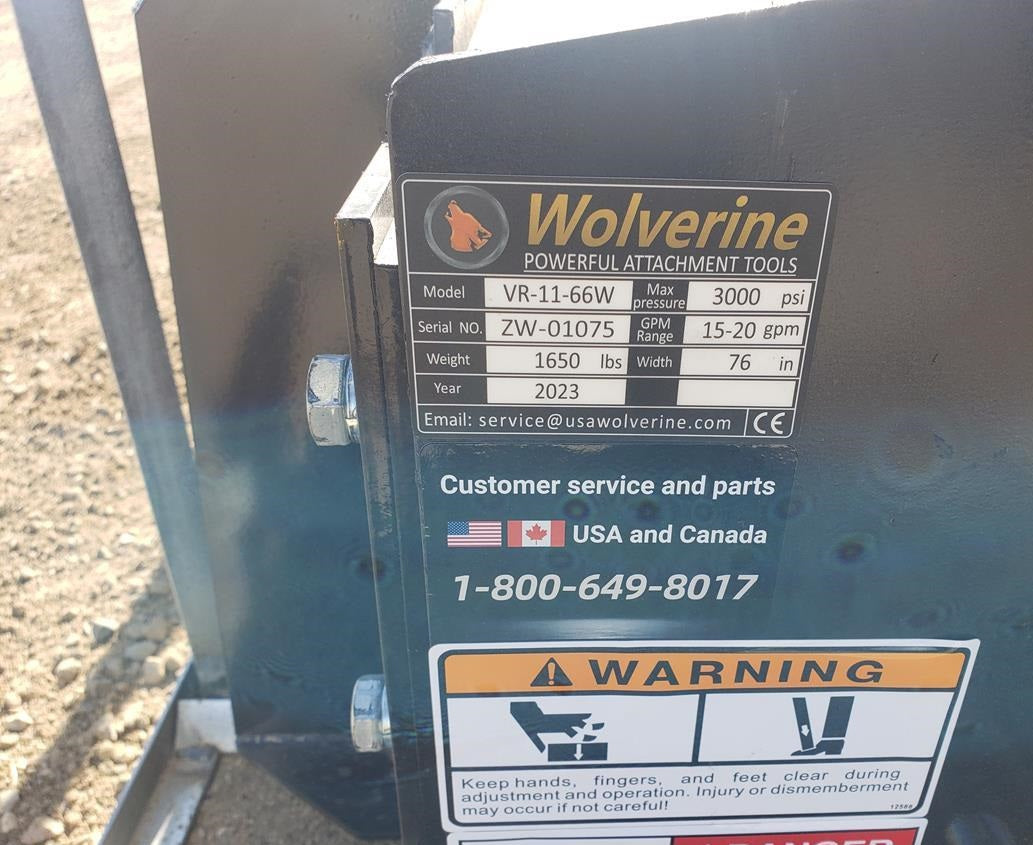 Wolverine
POWERFUL ATTACHMENT TOOLS
Model VR-11-66W Max pressure 3000 psi
Serial NO. ZW-01075 GPM Range 15-20 gpm
Weight 1650 lbs Width 76 in
Year 2023
Email: service@usawolverine.com CE
Customer service and parts
USA and Canada
1-800-649-8017
WARNING
Keep hands, fingers, and feet clear during
adjustment and operation. Injury or dismemberment
may occur if not careful!
12588
DANGER